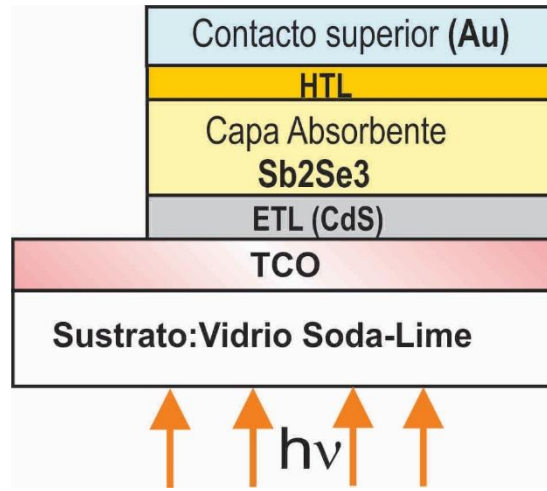 Contacto superior (Au)
HTL
Capa Absorbente
Sb2Se3
ETL (CdS)
TCO
Sustrato:Vidrio Soda-Lime
hν